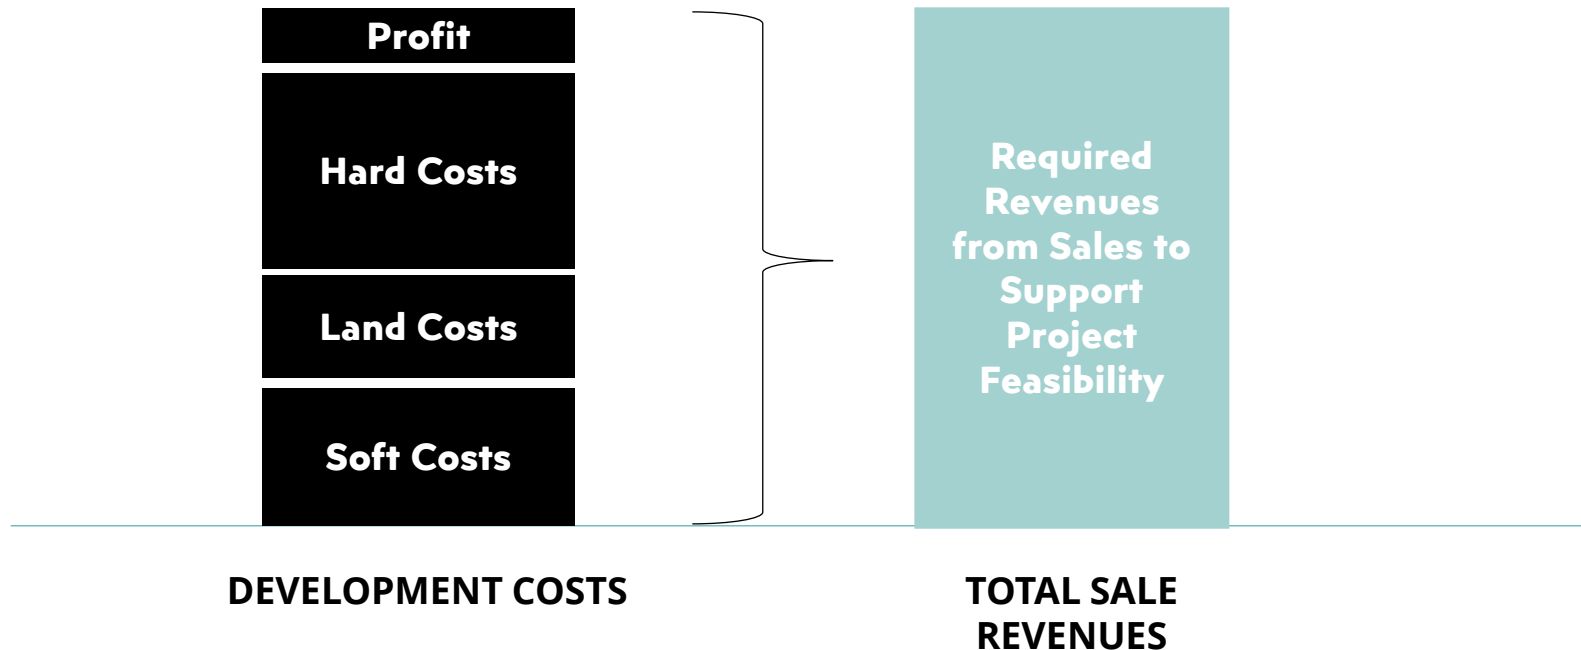 Profit
Hard Costs
Land Costs
Soft Costs
DEVELOPMENT COSTS
Required
Revenues
from Sales to
Support
Project
Feasibility
TOTAL SALE
REVENUES